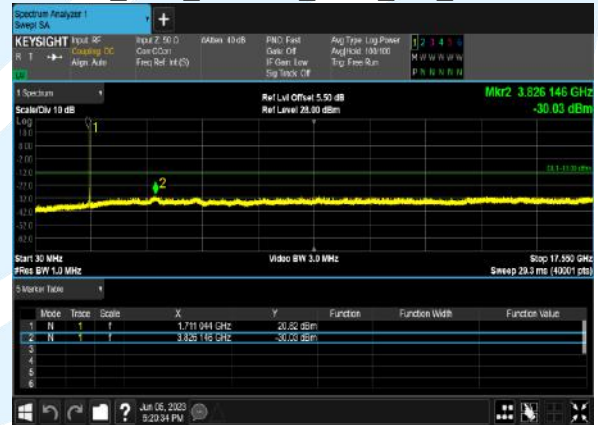 Spectrum Analyzer 1
Swept SA
+
KEYSIGHT Input: RF Input Z: 50 Ω #Atten: 40 dB PNO: Fast Avg Type: Log-Power 1 2 3 4 5 6
R T Coupling: DC Corr CCorr Gate: Off Avg|Hold: 100/100 M W W W W W
Align: Auto Freq Ref: Int (S) IF Gain: Low Trig: Free Run
Sig Track: Off P N N N N N
1 Spectrum
Ref Lvl Offset 5.50 dB Mkr2 3.826 146 GHz
Scale/Div 10 dB Ref Level 28.00 dBm -30.03 dBm
Log
1
18.0
8.00
-2.00
-12.0
2
-22.0
-32.0
-42.0
-52.0
-62.0
Start 30 MHz Video BW 3.0 MHz Stop 17.550 GHz
#Res BW 1.0 MHz Sweep 29.3 ms (40001 pts)
5 Marker Table
Mode Trace Scale X Y Function Function Width Function Value
1 N 1 f 1.711 044 GHz 20.82 dBm
2 N 1 f 3.826 146 GHz -30.03 dBm
3
4
5
6
? Jun 05, 2023
5:20:34 PM